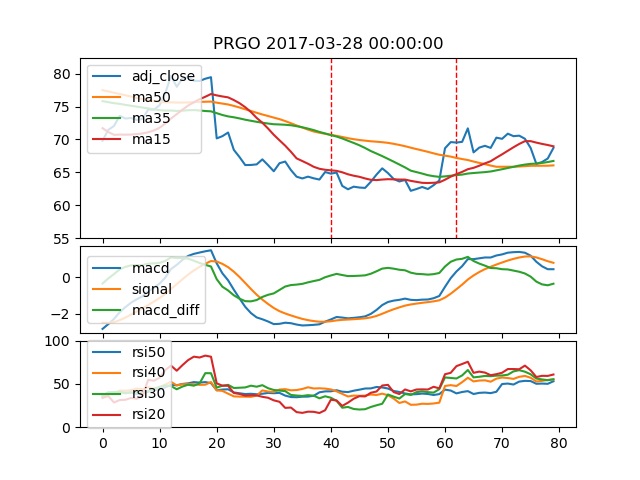 PRGO 2017-03-28 00:00:00
80
75
70
65
60
55
adj_close
ma50
ma35
ma15
0
−2
macd
signal
macd_diff
100
50
0
rsi50
rsi40
rsi30
rsi20
0 10 20 30 40 50 60 70 80